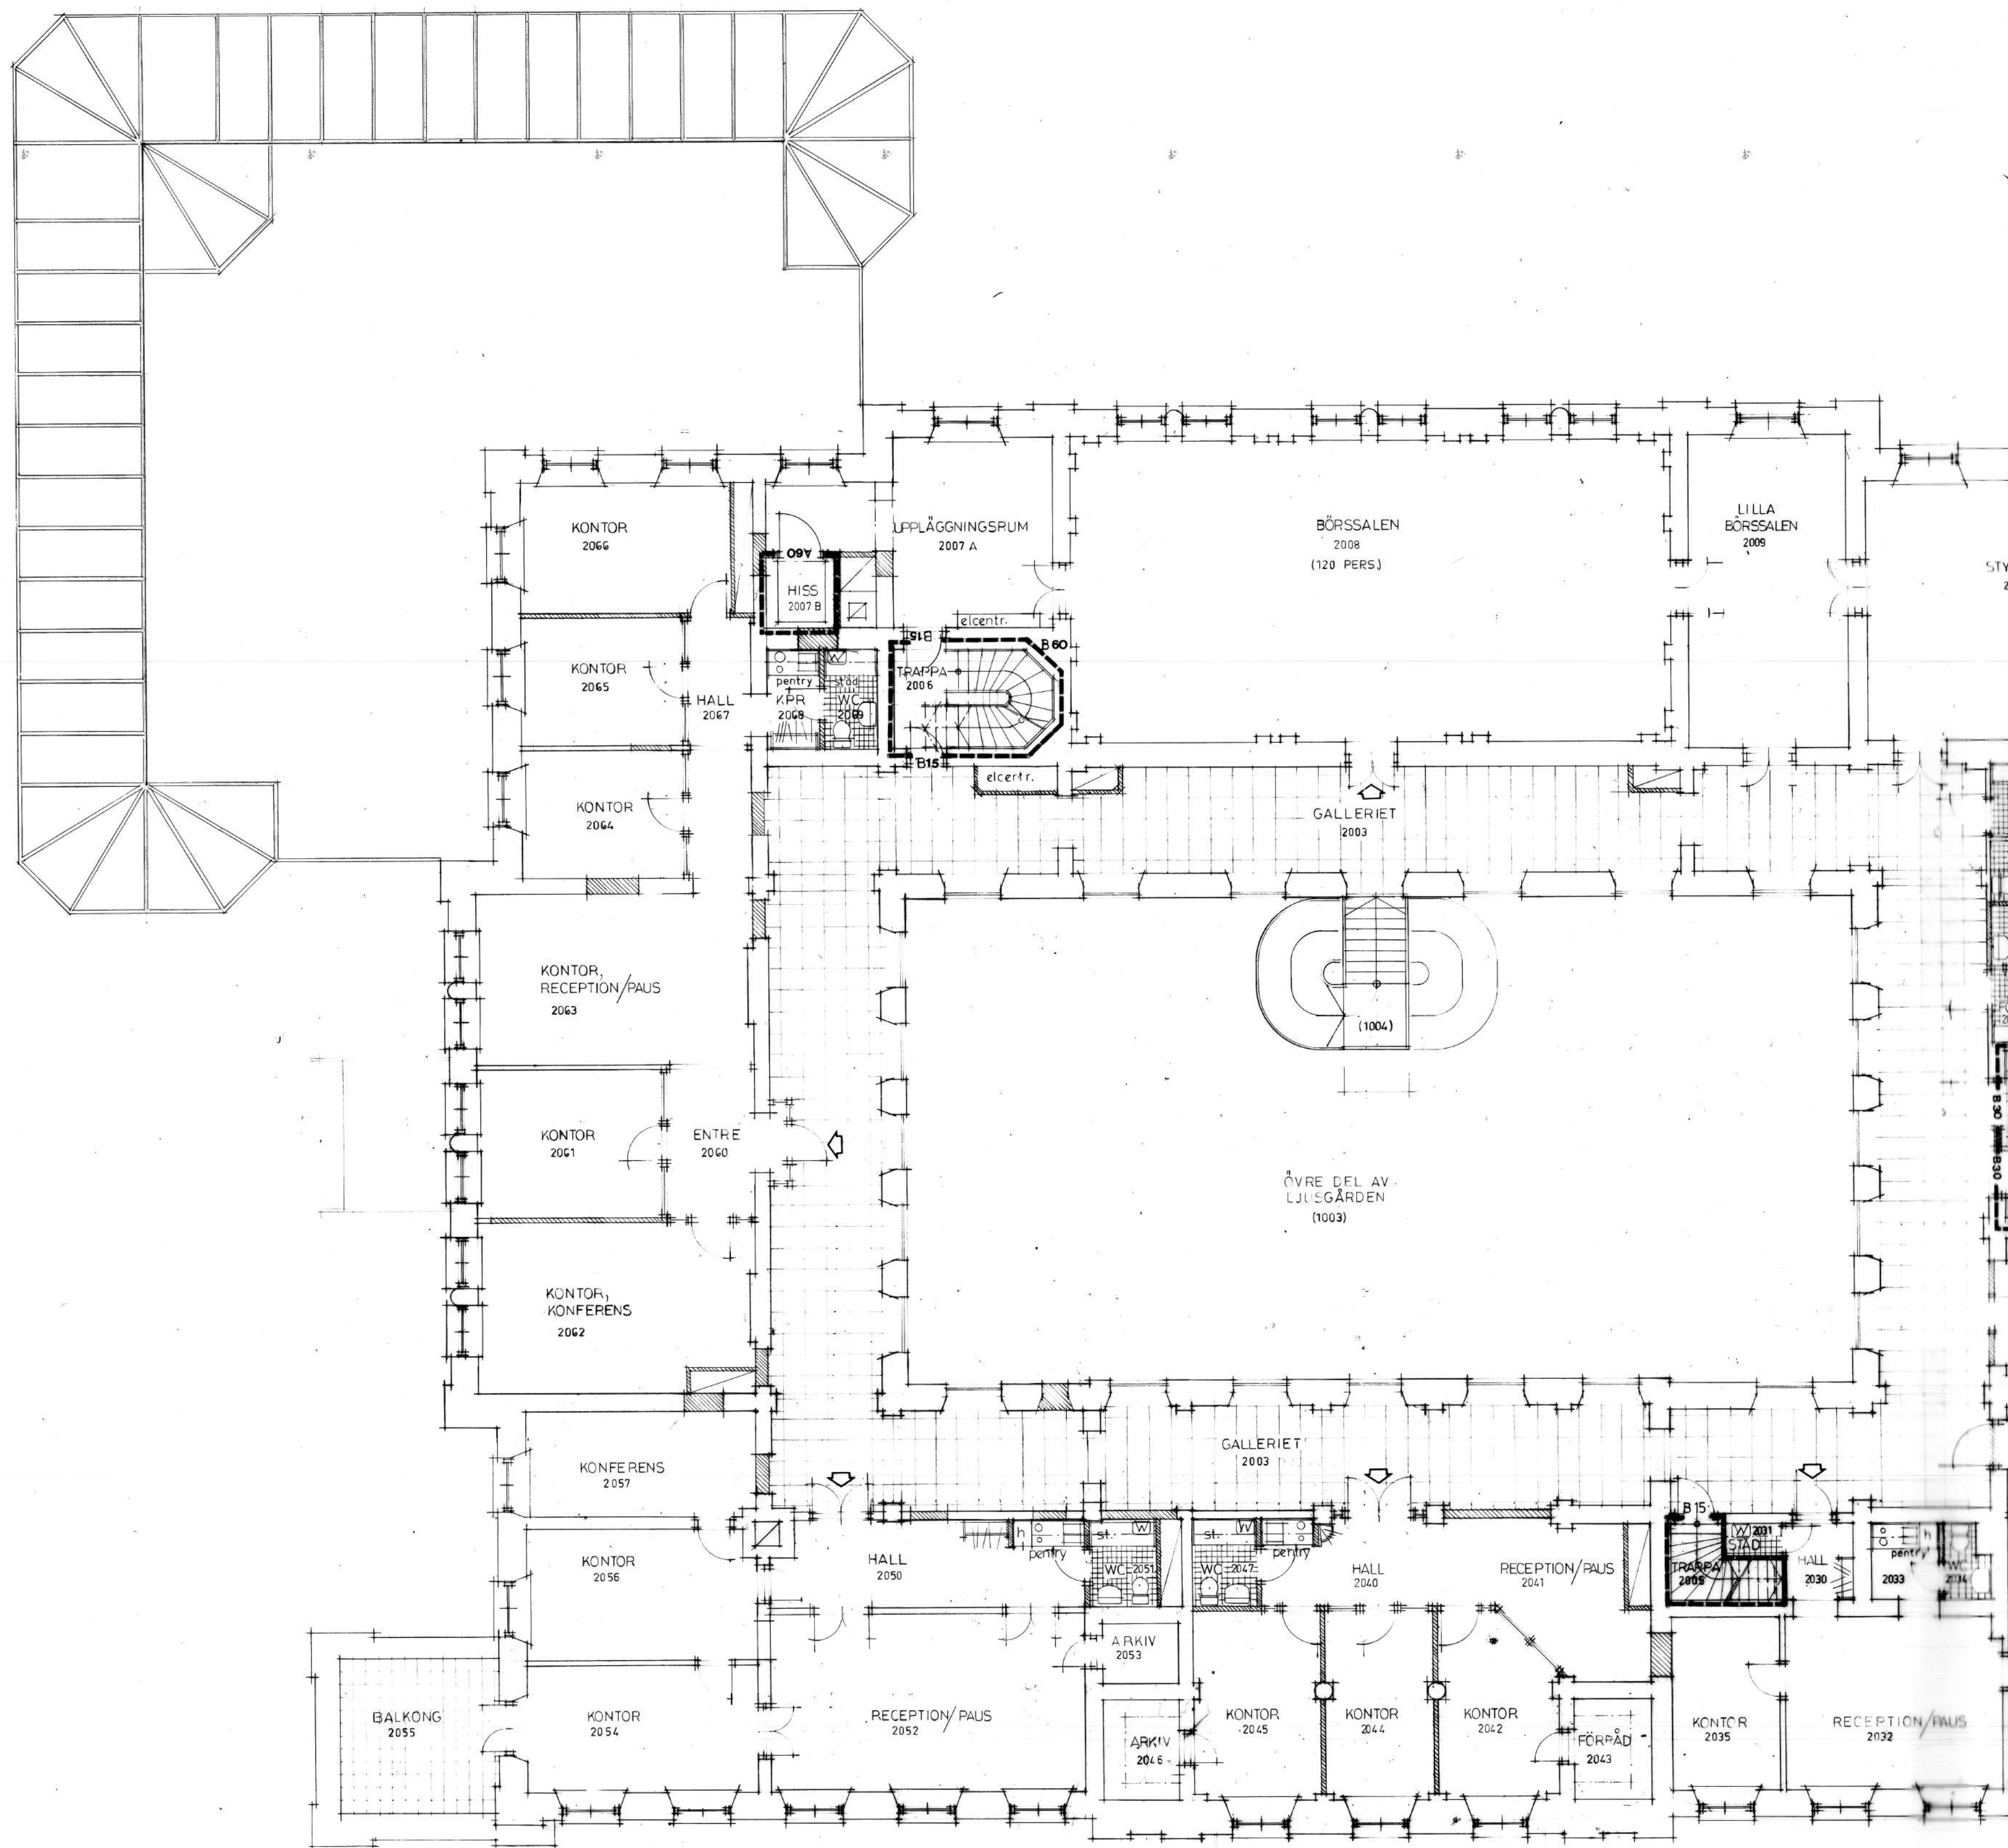 KONTOR
2066
A60
HISS
2007 B
UPPLÄGGNINGSRUM
2007 A
BÖRSSALEN
2008
(120 PERS.)
LILLA
BÖRSSALEN
2009
STY
elcentr.
B15
B60
TRAPPA
2006
B15
elcentr.
KONTOR
2065
HALL
2067
pentry
KPR
2068
städ
WC
2069
KONTOR
2064
GALLERIET
2003
KONTOR,
RECEPTION/PAUS
2063
(1004)
KONTOR
2061
ENTRE
2060
B30
B30
ÖVRE DEL AV
LJUSGÅRDEN
(1003)
KONTOR,
KONFERENS
2062
KONFERENS
2057
GALLERIET
2003
KONTOR
2056
HALL
2050
h
pentry
st.
WC 2051
st.
WC 2047
pentry
HALL
2040
RECEPTION/PAUS
2041
B15
TRAPPA
2005
2031
STÄD
HALL
2030
pentry
h
2033
WC
2034
ARKIV
2053
BALKONG
2055
KONTOR
2054
RECEPTION/PAUS
2052
ARKIV
2046
KONTOR
2045
KONTOR
2044
KONTOR
2042
FÖRRÅD
2043
KONTOR
2035
RECEPTION/PAUS
2032